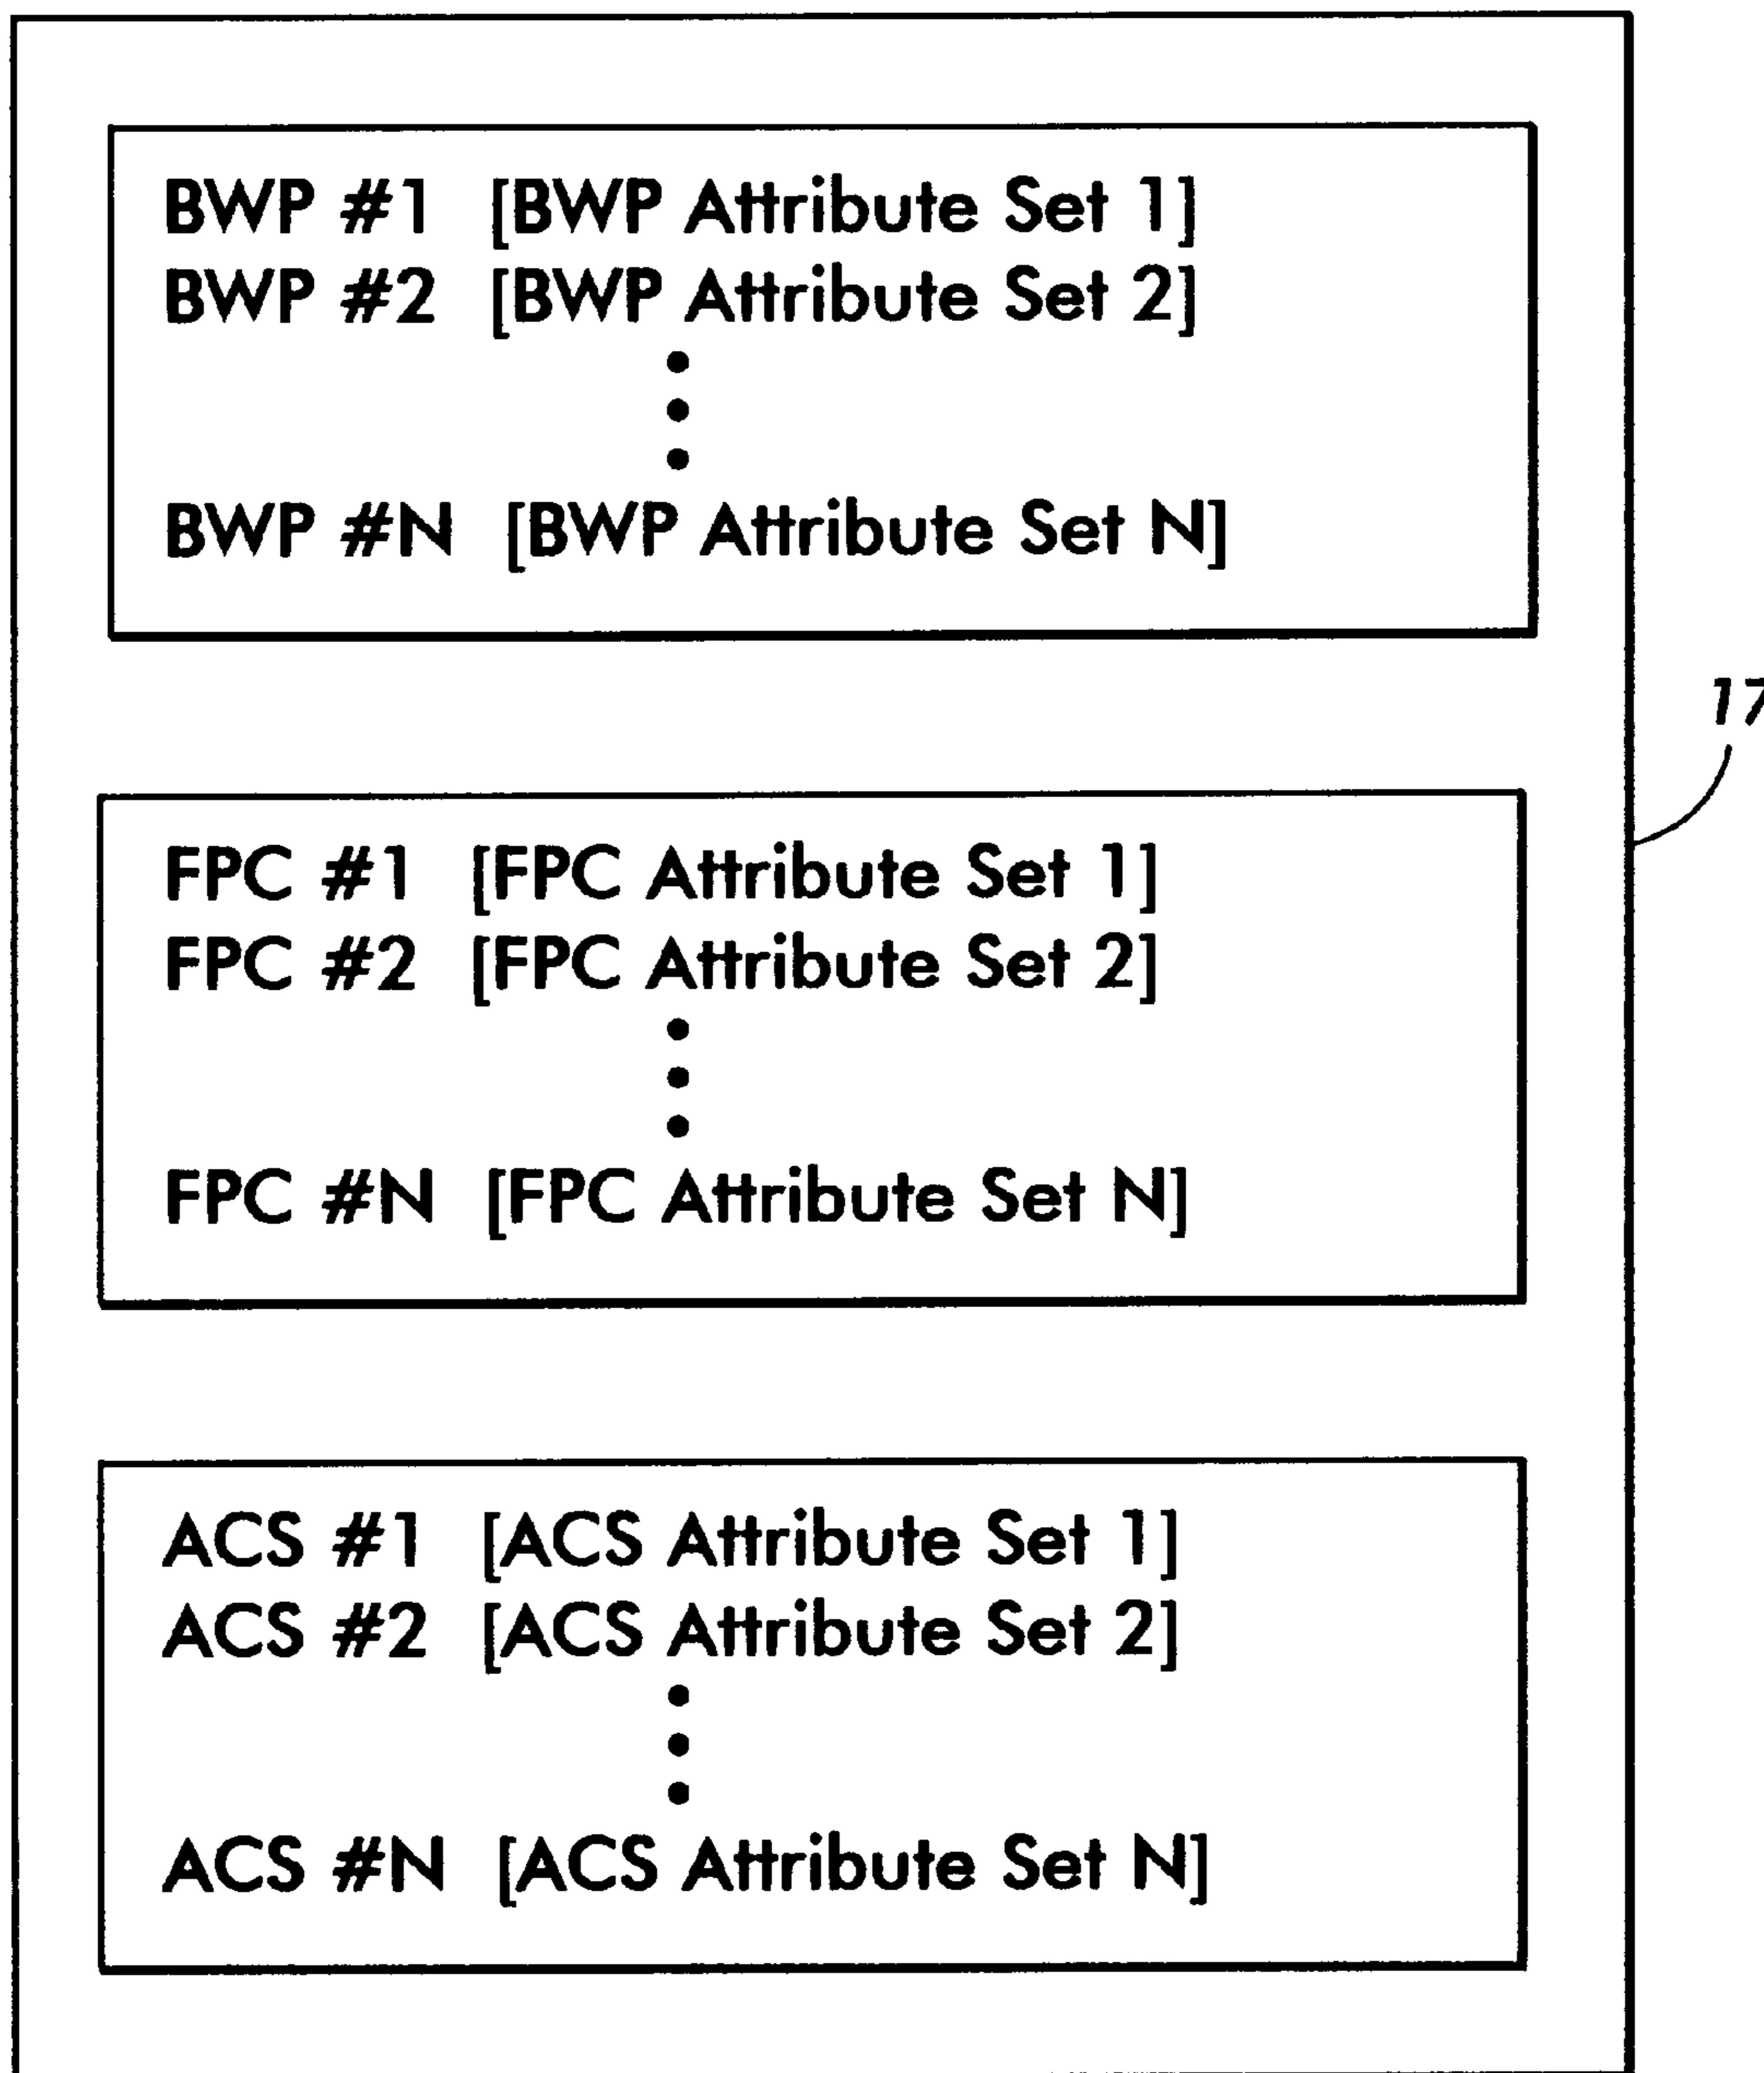 BWP #1 [BWP Attribute Set 1]
BWP #2 [BWP Attribute Set 2]
BWP #N [BWP Attribute Set N]
17
FPC #1 [FPC Attribute Set 1]
FPC #2 [FPC Attribute Set 2]
FPC #N [FPC Attribute Set N]
ACS #1 [ACS Attribute Set 1]
ACS #2 [ACS Attribute Set 2]
ACS #N [ACS Attribute Set N]